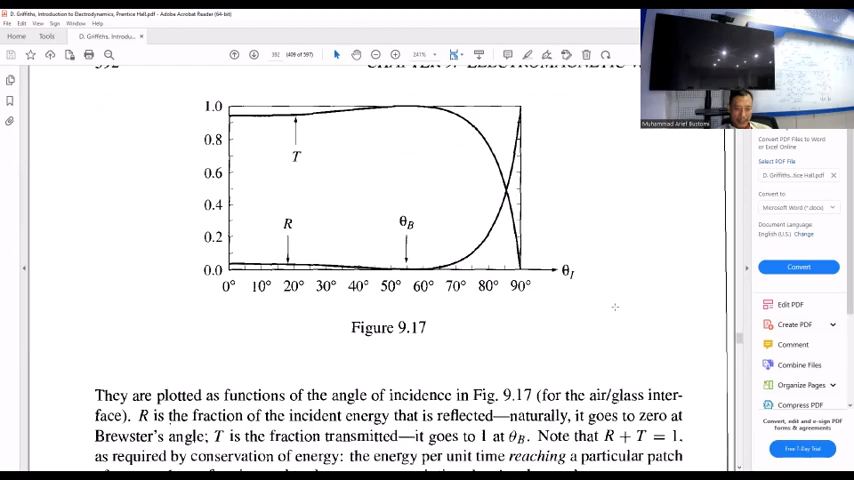 D. Griffiths, Introduction to Electrodynamics, Prentice Hall.pdf - Adobe Acrobat Reader (64-bit)
File Edit View Sign Window Help
Home Tools D. Griffiths, Introdu... ×
392 (409 of 597) 241%
392
Muhammad Arief Bustomi
1.0
0.8
T
0.6
0.4
R θB
0.2
0.0 θI
0° 10° 20° 30° 40° 50° 60° 70° 80° 90°
Figure 9.17
They are plotted as functions of the angle of incidence in Fig. 9.17 (for the air/glass inter-
face). R is the fraction of the incident energy that is reflected—naturally, it goes to zero at
Brewster's angle; T is the fraction transmitted—it goes to 1 at θB. Note that R + T = 1,
as required by conservation of energy: the energy per unit time reaching a particular patch
Convert PDF Files to Word
or Excel Online
Select PDF File
D. Griffiths...tice Hall.pdf ×
Convert to
Microsoft Word (*.docx)
Document Language:
English (U.S.) Change
Convert
Edit PDF
Create PDF
Comment
Combine Files
Organize Pages
Compress PDF
Convert, edit and e-sign PDF
forms & agreements
Free 7-Day Trial